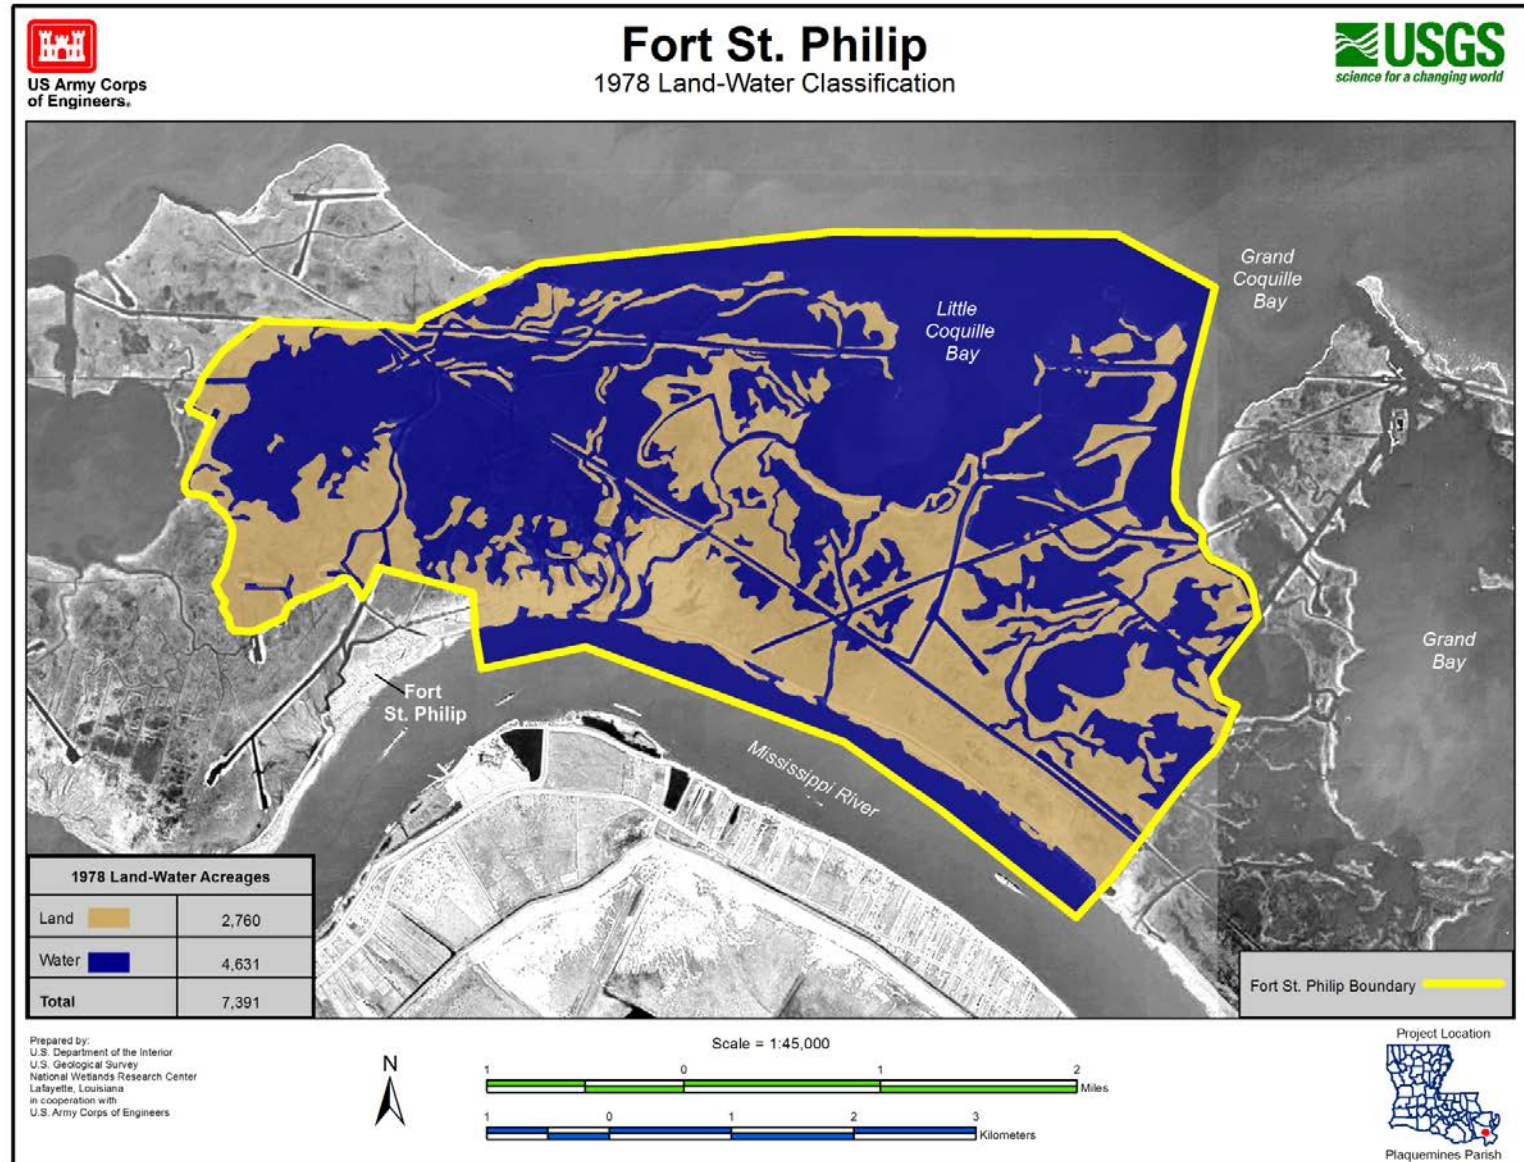 Fort St. Philip
1978 Land-Water Classification
US Army Corps
of Engineers®
USGS
science for a changing world
Grand
Coquille
Bay
Little
Coquille
Bay
Grand
Bay
Fort
St. Philip
Mississippi River
1978 Land-Water Acreages
Land 2,760
Water 4,631
Total 7,391
Fort St. Philip Boundary
Prepared by:
U.S. Department of the Interior
U.S. Geological Survey
National Wetlands Research Center
Lafayette, Louisiana
in cooperation with
U.S. Army Corps of Engineers
N
Scale = 1:45,000
1 0 1 2
Miles
1 0 1 2 3
Kilometers
Project Location
Plaquemines Parish